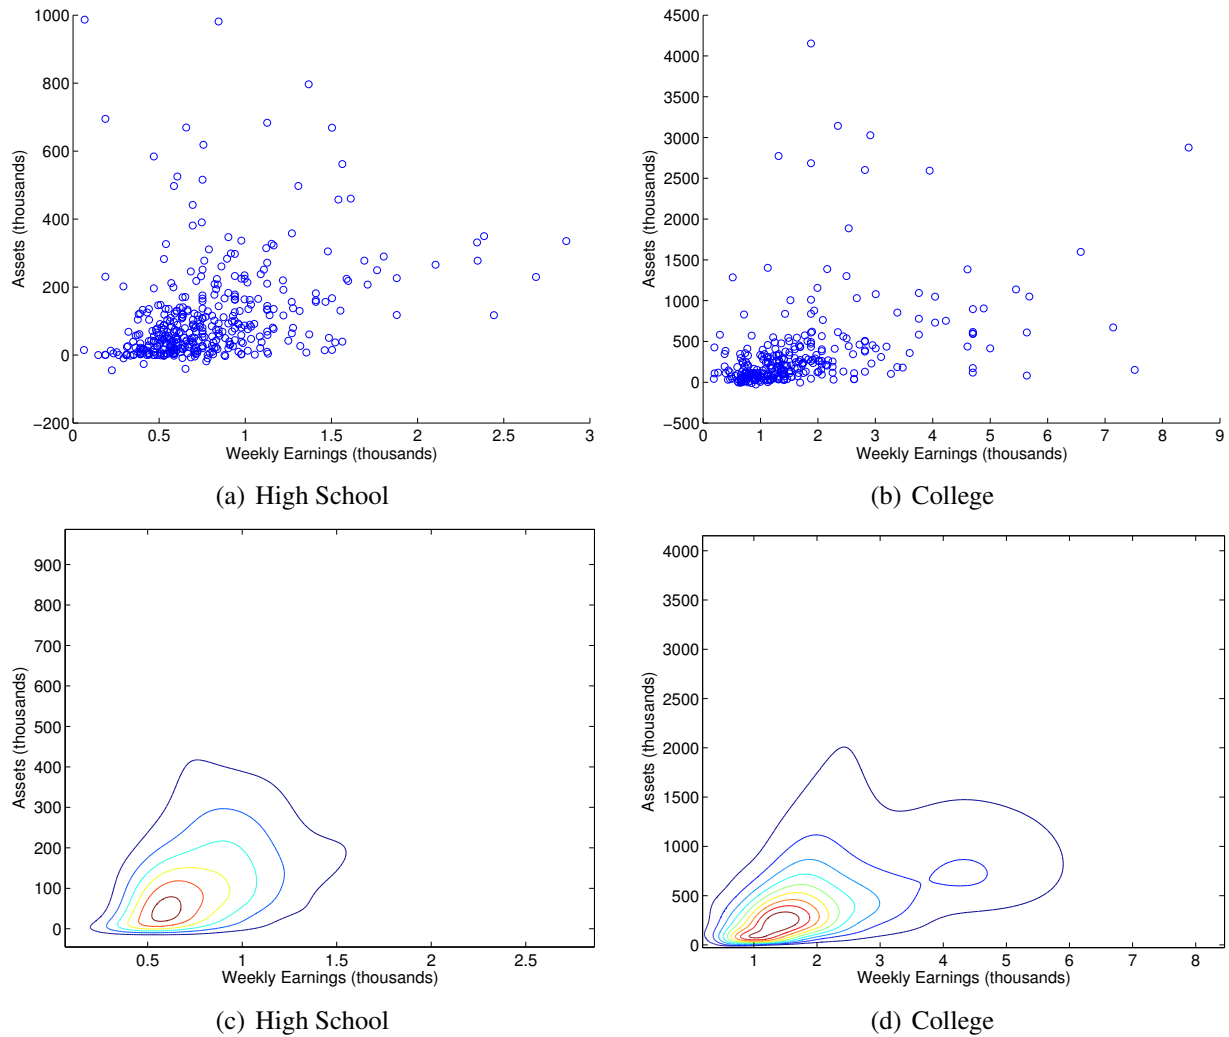 1000
800
600
400
200
0
−200
0 0.5 1 1.5 2 2.5 3
Weekly Earnings (thousands)
Assets (thousands)
(a) High School
4500
4000
3500
3000
2500
2000
1500
1000
500
0
−500
0 1 2 3 4 5 6 7 8 9
Weekly Earnings (thousands)
Assets (thousands)
(b) College
900
800
700
600
500
400
300
200
100
0
0.5 1 1.5 2 2.5
Weekly Earnings (thousands)
Assets (thousands)
(c) High School
4000
3500
3000
2500
2000
1500
1000
500
0
1 2 3 4 5 6 7 8
Weekly Earnings (thousands)
Assets (thousands)
(d) College